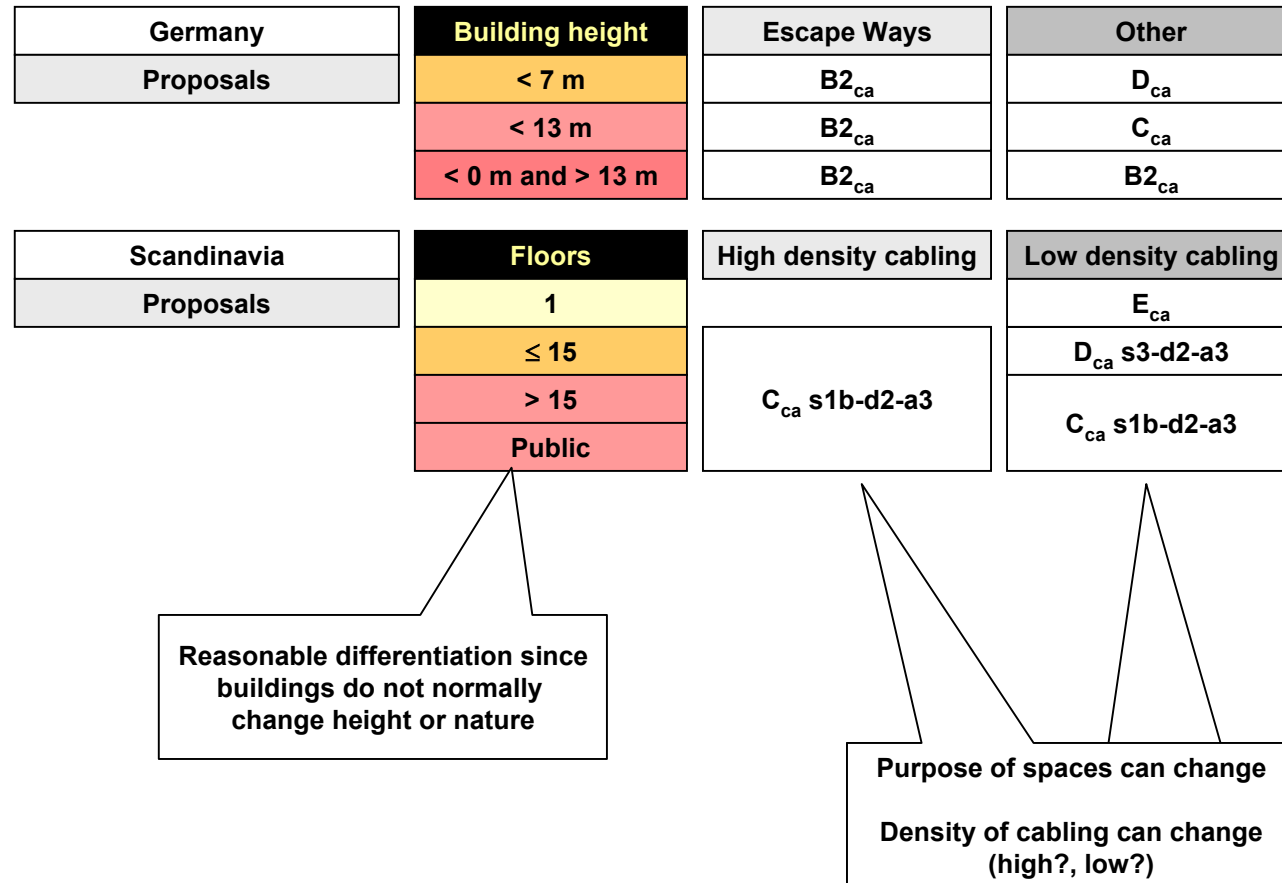 Germany Building height Escape Ways Other
Proposals < 7 m B2ca Dca
< 13 m B2ca Cca
< 0 m and > 13 m B2ca B2ca
Scandinavia Floors High density cabling Low density cabling
Proposals 1 Eca
≤ 15 Dca s3-d2-a3
> 15
Cca s1b-d2-a3 Cca s1b-d2-a3
Public
Reasonable differentiation since
buildings do not normally
change height or nature
Purpose of spaces can change
Density of cabling can change
(high?, low?)